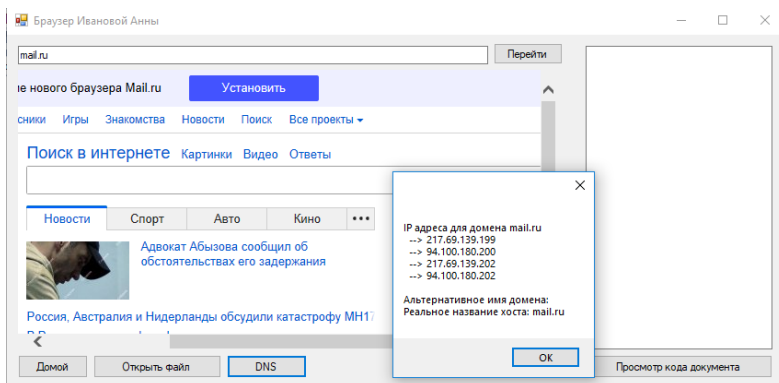 Браузер Ивановой Анны
mail.ru
Перейти
ие нового браузера Mail.ru
Установить
сники Игры Знакомства Новости Поиск Все проекты
Поиск в интернете Картинки Видео Ответы
Новости Спорт Авто Кино •••
Адвокат Абызова сообщил об
обстоятельствах его задержания
Россия, Австралия и Нидерланды обсудили катастрофу MH17
IP адреса для домена mail.ru
--> 217.69.139.199
--> 94.100.180.200
--> 217.69.139.202
--> 94.100.180.202
Альтернативное имя домена:
Реальное название хоста: mail.ru
OK
Домой
Открыть файл
DNS
Просмотр кода документа